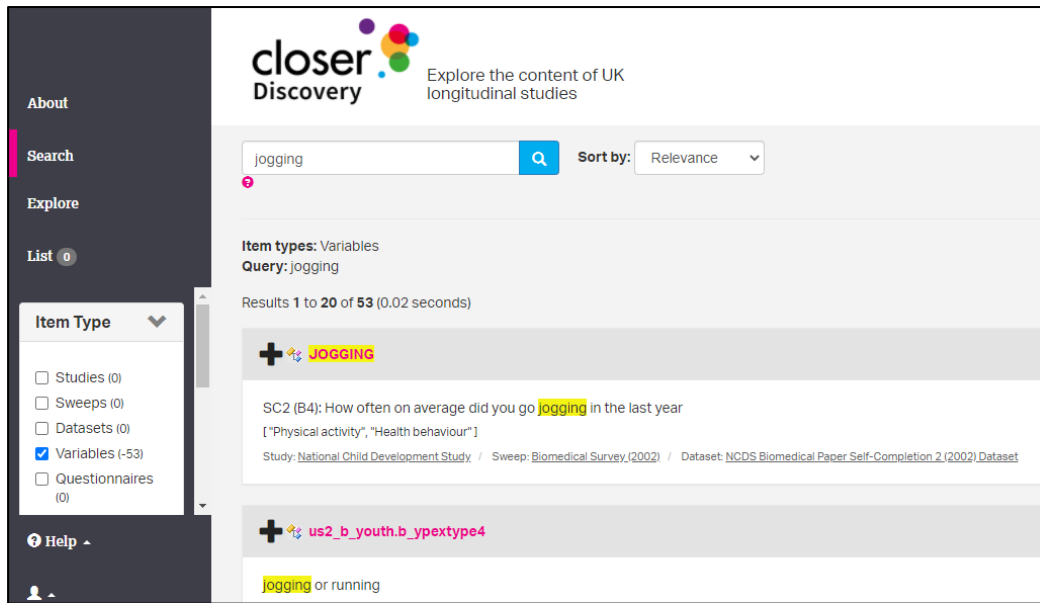 About
Search
Explore
List 0
Item Type
Studies (0)
Sweeps (0)
Datasets (0)
Variables (-53)
Questionnaires
(0)
Help
closer
Discovery
Explore the content of UK
longitudinal studies
jogging
Sort by: Relevance
Item types: Variables
Query: jogging
Results 1 to 20 of 53 (0.02 seconds)
JOGGING
SC2 (B4): How often on average did you go jogging in the last year
[ "Physical activity", "Health behaviour" ]
Study: National Child Development Study / Sweep: Biomedical Survey (2002) / Dataset: NCDS Biomedical Paper Self-Completion 2 (2002) Dataset
us2_b_youth.b_ypextype4
jogging or running